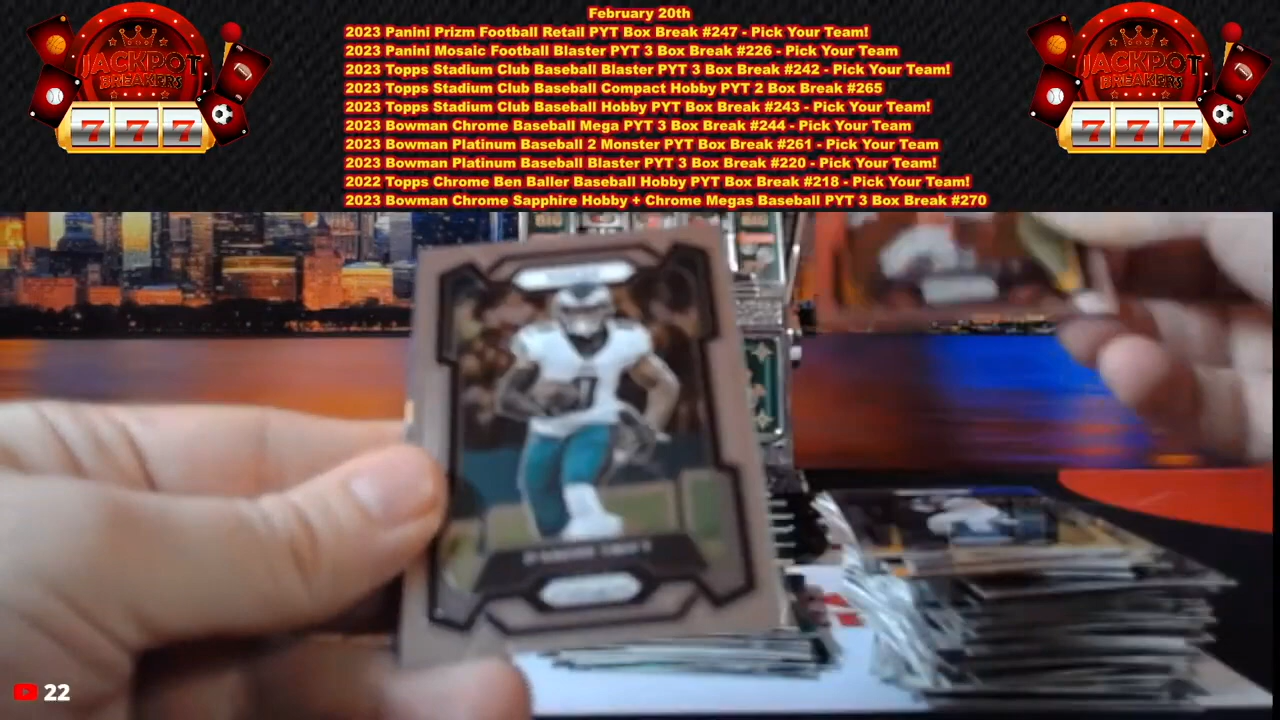 February 20th
2023 Panini Prizm Football Retail PYT Box Break #247 - Pick Your Team!
2023 Panini Mosaic Football Blaster PYT 3 Box Break #226 - Pick Your Team
2023 Topps Stadium Club Baseball Blaster PYT 3 Box Break #242 - Pick Your Team!
2023 Topps Stadium Club Baseball Compact Hobby PYT 2 Box Break #265
2023 Topps Stadium Club Baseball Hobby PYT Box Break #243 - Pick Your Team!
2023 Bowman Chrome Baseball Mega PYT 3 Box Break #244 - Pick Your Team
2023 Bowman Platinum Baseball 2 Monster PYT Box Break #261 - Pick Your Team
2023 Bowman Platinum Baseball Blaster PYT 3 Box Break #220 - Pick Your Team!
2022 Topps Chrome Ben Baller Baseball Hobby PYT Box Break #218 - Pick Your Team!
2023 Bowman Chrome Sapphire Hobby + Chrome Megas Baseball PYT 3 Box Break #270
JACKPOT
BREAKERS
7 7 7
JACKPOT
BREAKERS
7 7 7
22